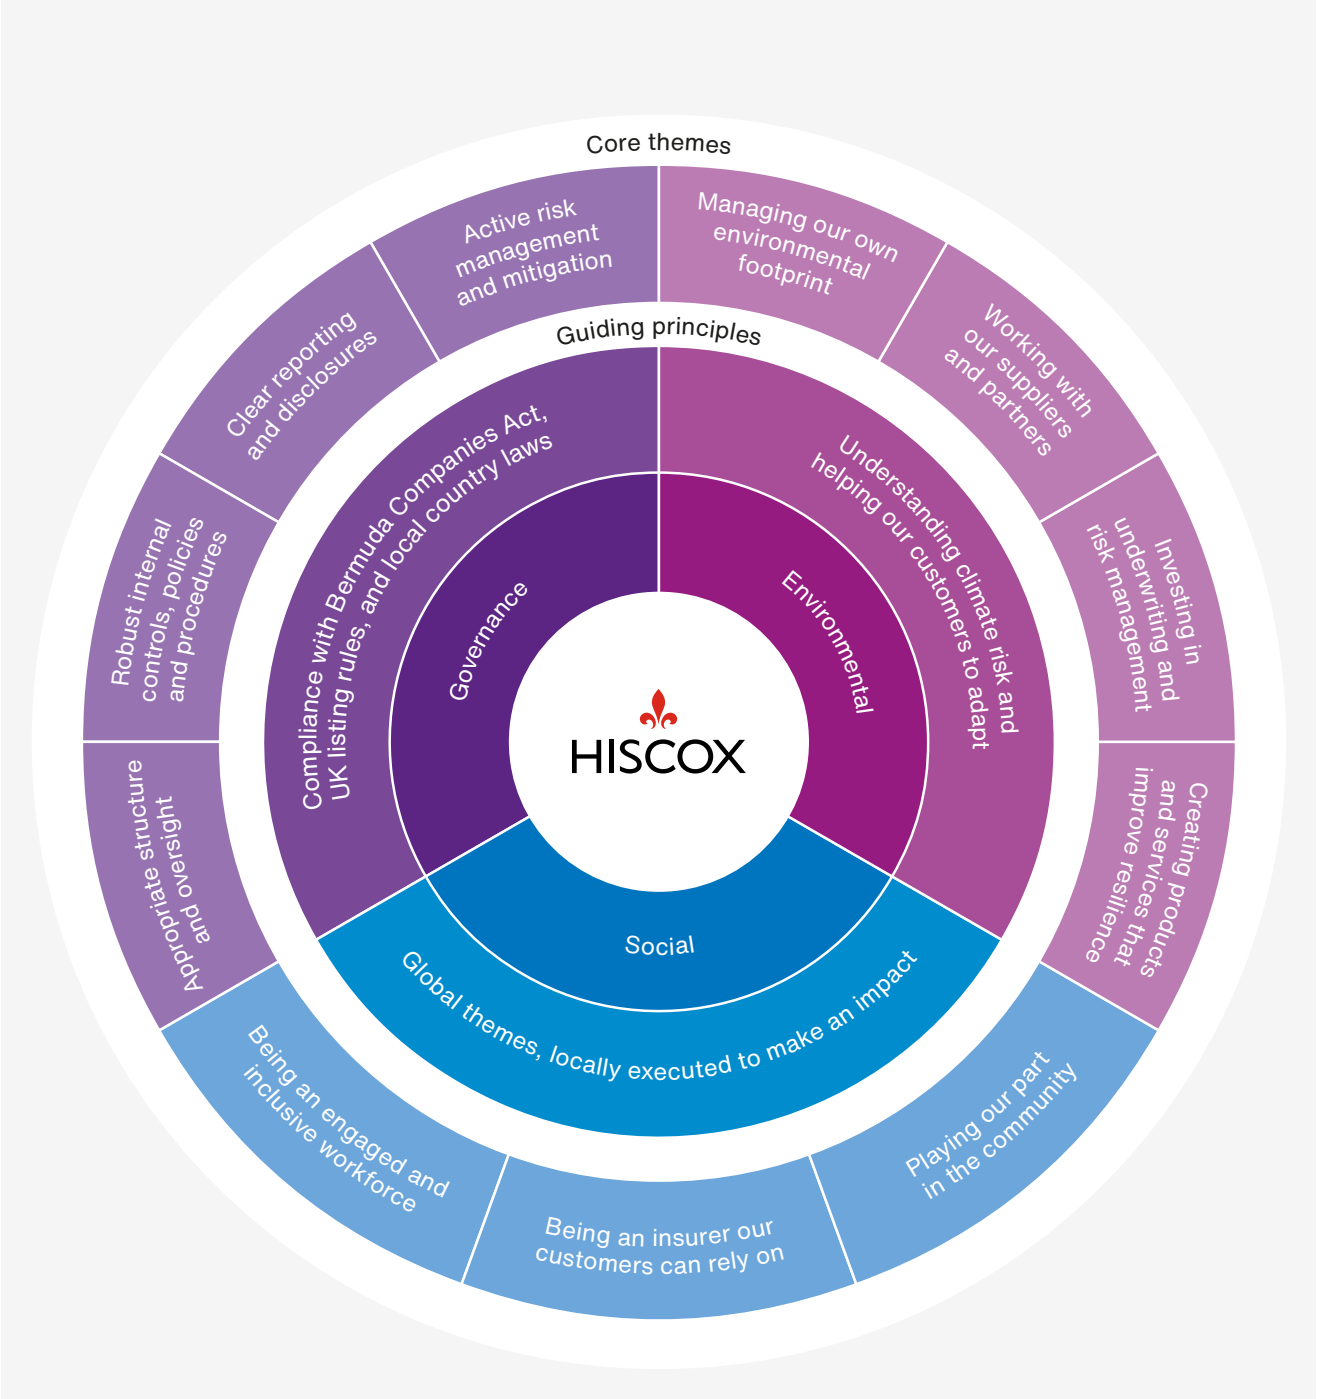 Core themes
Managing our own
environmental
footprint
Working with
our suppliers
and partners
Investing in
underwriting and
risk management
Creating products
and services that
improve resilience
Playing our part
in the community
Being an insurer our
customers can rely on
Being an engaged and
inclusive workforce
Appropriate structure
and oversight
Robust internal
controls, policies
and procedures
Clear reporting
and disclosures
Active risk
management
and mitigation
Guiding principles
Understanding climate risk and
helping our customers to adapt
Global themes, locally executed to make an impact
Compliance with Bermuda Companies Act,
UK listing rules, and local country laws
Environmental
Social
Governance
HISCOX